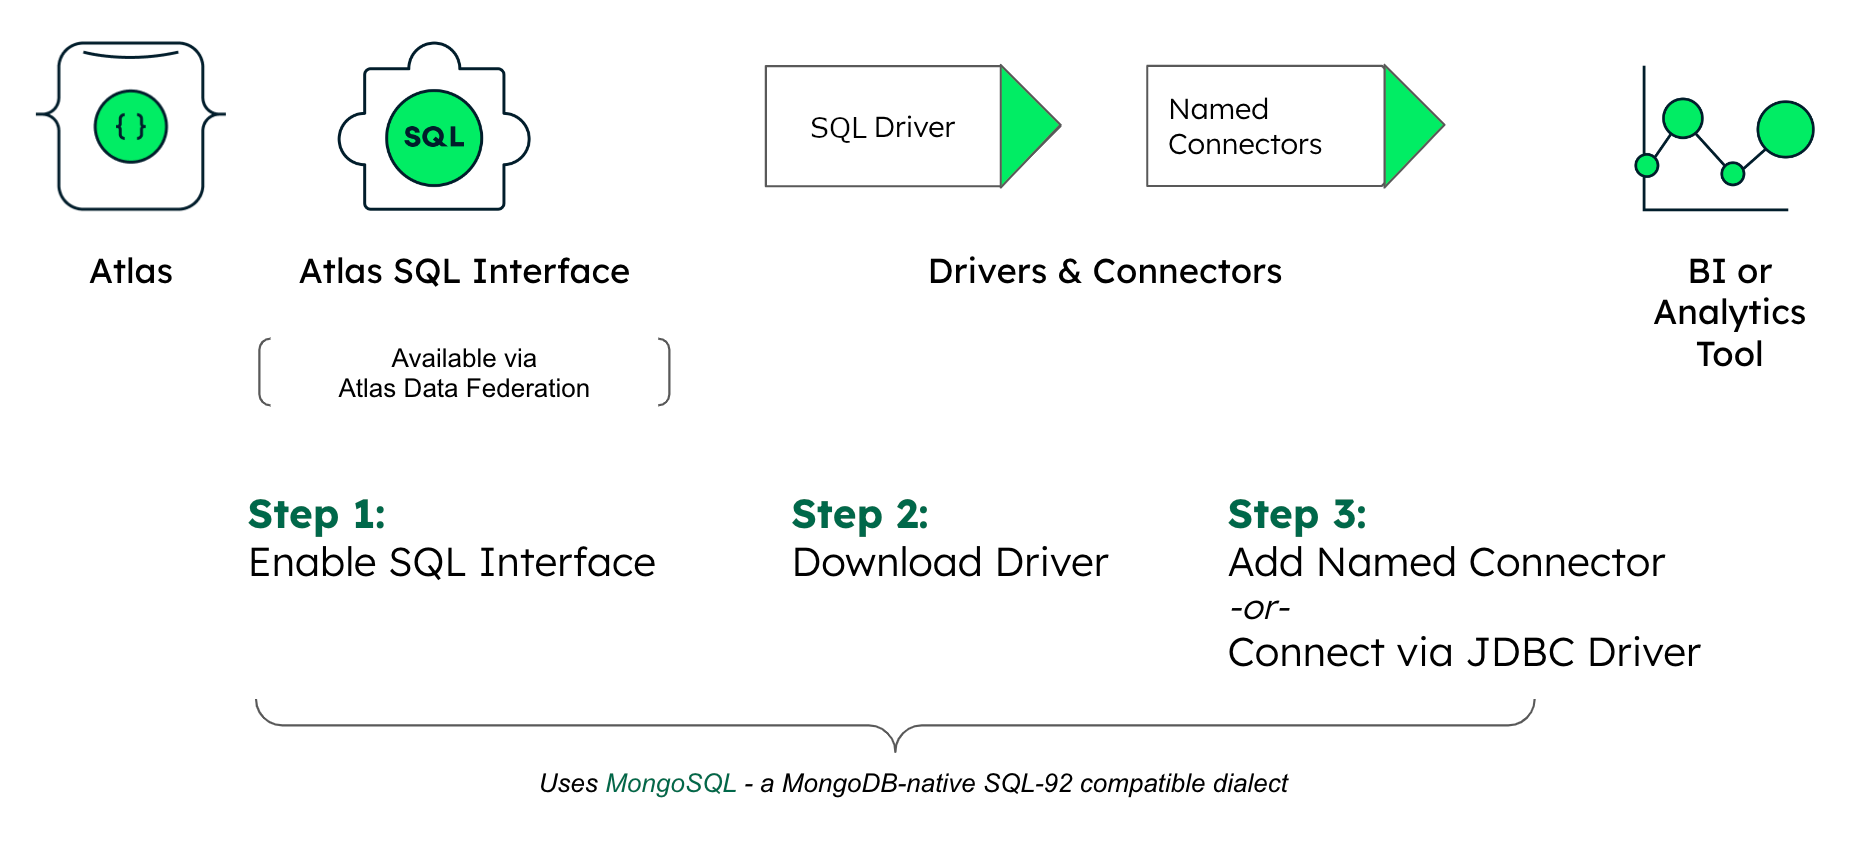 { }
SQL
SQL Driver
Named
Connectors
Atlas
Atlas SQL Interface
Drivers & Connectors
BI or
Analytics
Tool
Available via
Atlas Data Federation
Step 1:
Enable SQL Interface
Step 2:
Download Driver
Step 3:
Add Named Connector
-or-
Connect via JDBC Driver
Uses MongoSQL - a MongoDB-native SQL-92 compatible dialect